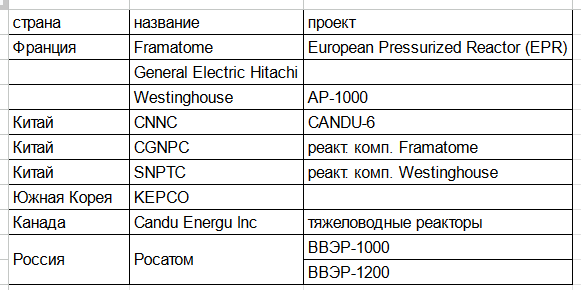 страна название проект
Франция Framatome European Pressurized Reactor (EPR)
General Electric Hitachi
Westinghouse AP-1000
Китай CNNC CANDU-6
Китай CGNPC реакт. комп. Framatome
Китай SNPTC реакт. комп. Westinghouse
Южная Корея KEPCO
Канада Candu Energu Inc тяжеловодные реакторы
Россия Росатом ВВЭР-1000
ВВЭР-1200